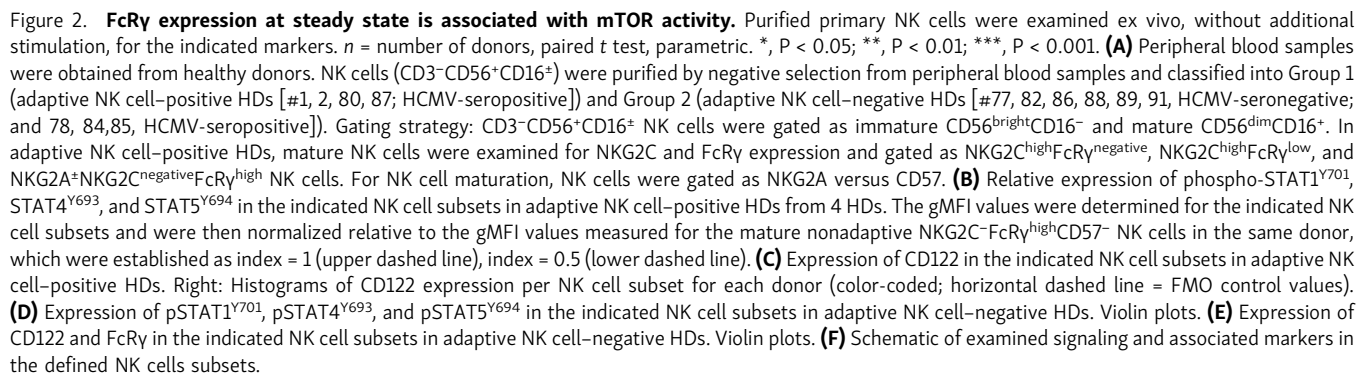 Figure 2. FcRγ expression at steady state is associated with mTOR activity. Purified primary NK cells were examined ex vivo, without additional
stimulation, for the indicated markers. n = number of donors, paired t test, parametric. *, P < 0.05; **, P < 0.01; ***, P < 0.001. (A) Peripheral blood samples
were obtained from healthy donors. NK cells (CD3⁻CD56⁺CD16±) were purified by negative selection from peripheral blood samples and classified into Group 1
(adaptive NK cell–positive HDs [#1, 2, 80, 87; HCMV-seropositive]) and Group 2 (adaptive NK cell–negative HDs [#77, 82, 86, 88, 89, 91, HCMV-seronegative;
and 78, 84,85, HCMV-seropositive]). Gating strategy: CD3⁻CD56⁺CD16± NK cells were gated as immature CD56brightCD16⁻ and mature CD56dimCD16⁺. In
adaptive NK cell–positive HDs, mature NK cells were examined for NKG2C and FcRγ expression and gated as NKG2ChighFcRγnegative, NKG2ChighFcRγlow, and
NKG2A±NKG2CnegativeFcRγhigh NK cells. For NK cell maturation, NK cells were gated as NKG2A versus CD57. (B) Relative expression of phospho-STAT1Y701,
STAT4Y693, and STAT5Y694 in the indicated NK cell subsets in adaptive NK cell–positive HDs from 4 HDs. The gMFI values were determined for the indicated NK
cell subsets and were then normalized relative to the gMFI values measured for the mature nonadaptive NKG2C⁻FcRγhighCD57⁻ NK cells in the same donor,
which were established as index = 1 (upper dashed line), index = 0.5 (lower dashed line). (C) Expression of CD122 in the indicated NK cell subsets in adaptive NK
cell–positive HDs. Right: Histograms of CD122 expression per NK cell subset for each donor (color-coded; horizontal dashed line = FMO control values).
(D) Expression of pSTAT1Y701, pSTAT4Y693, and pSTAT5Y694 in the indicated NK cell subsets in adaptive NK cell–negative HDs. Violin plots. (E) Expression of
CD122 and FcRγ in the indicated NK cell subsets in adaptive NK cell–negative HDs. Violin plots. (F) Schematic of examined signaling and associated markers in
the defined NK cells subsets.